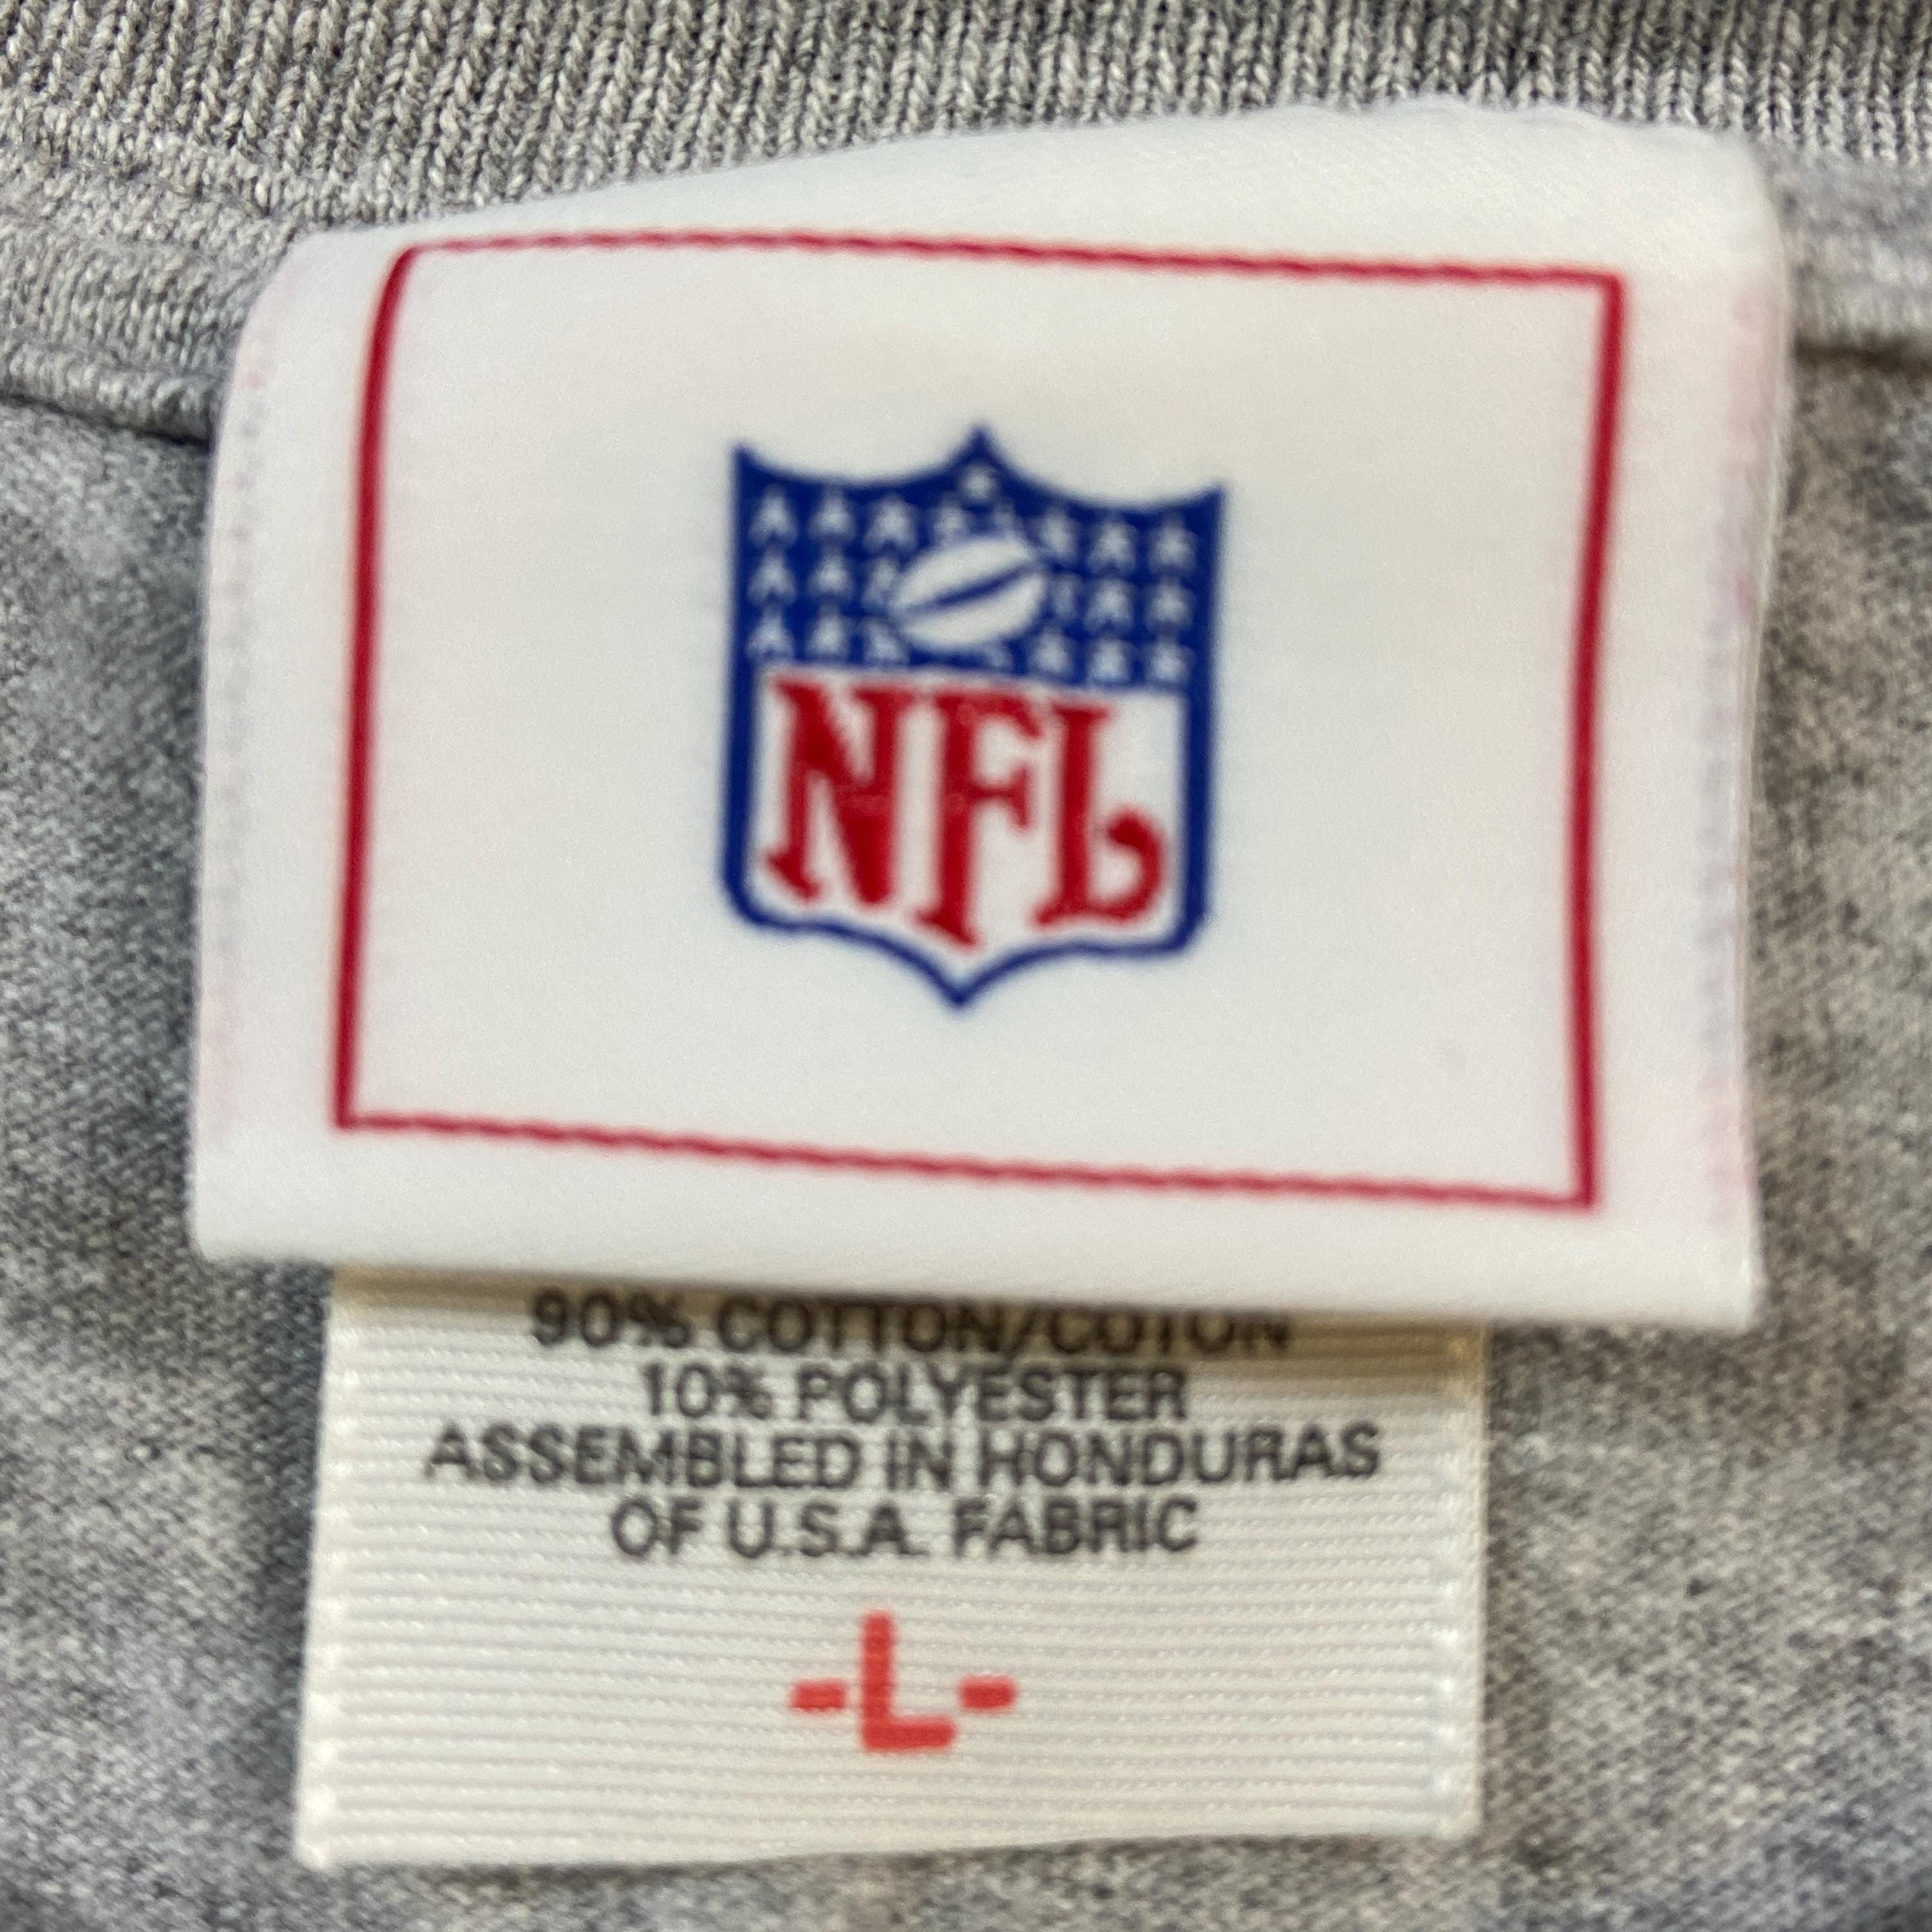 NFL
90% COTTON/COTON
10% POLYESTER
ASSEMBLED IN HONDURAS
OF U.S.A. FABRIC
-L-